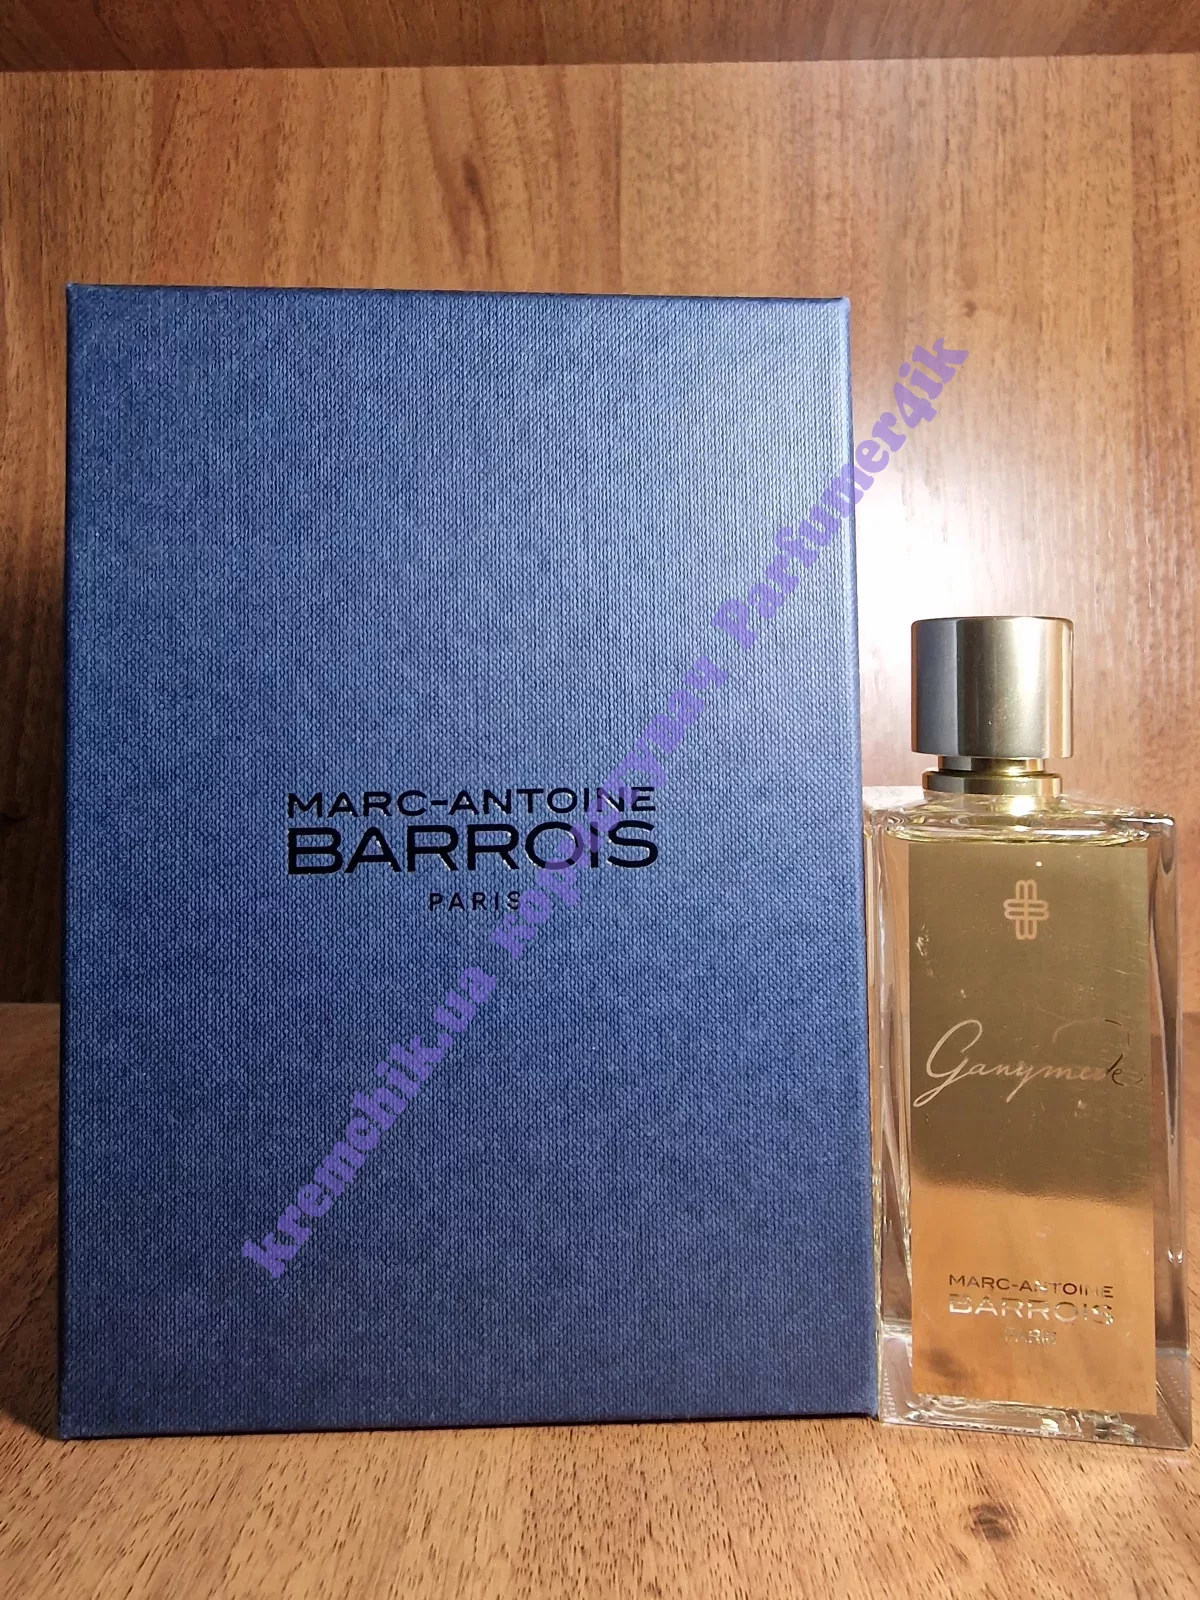 MARC-ANTOINE
BARROIS
PARIS
kremchik.ua користувач Parfumer4ik
Ganymede
MARC-ANTOINE
BARROIS
PARIS